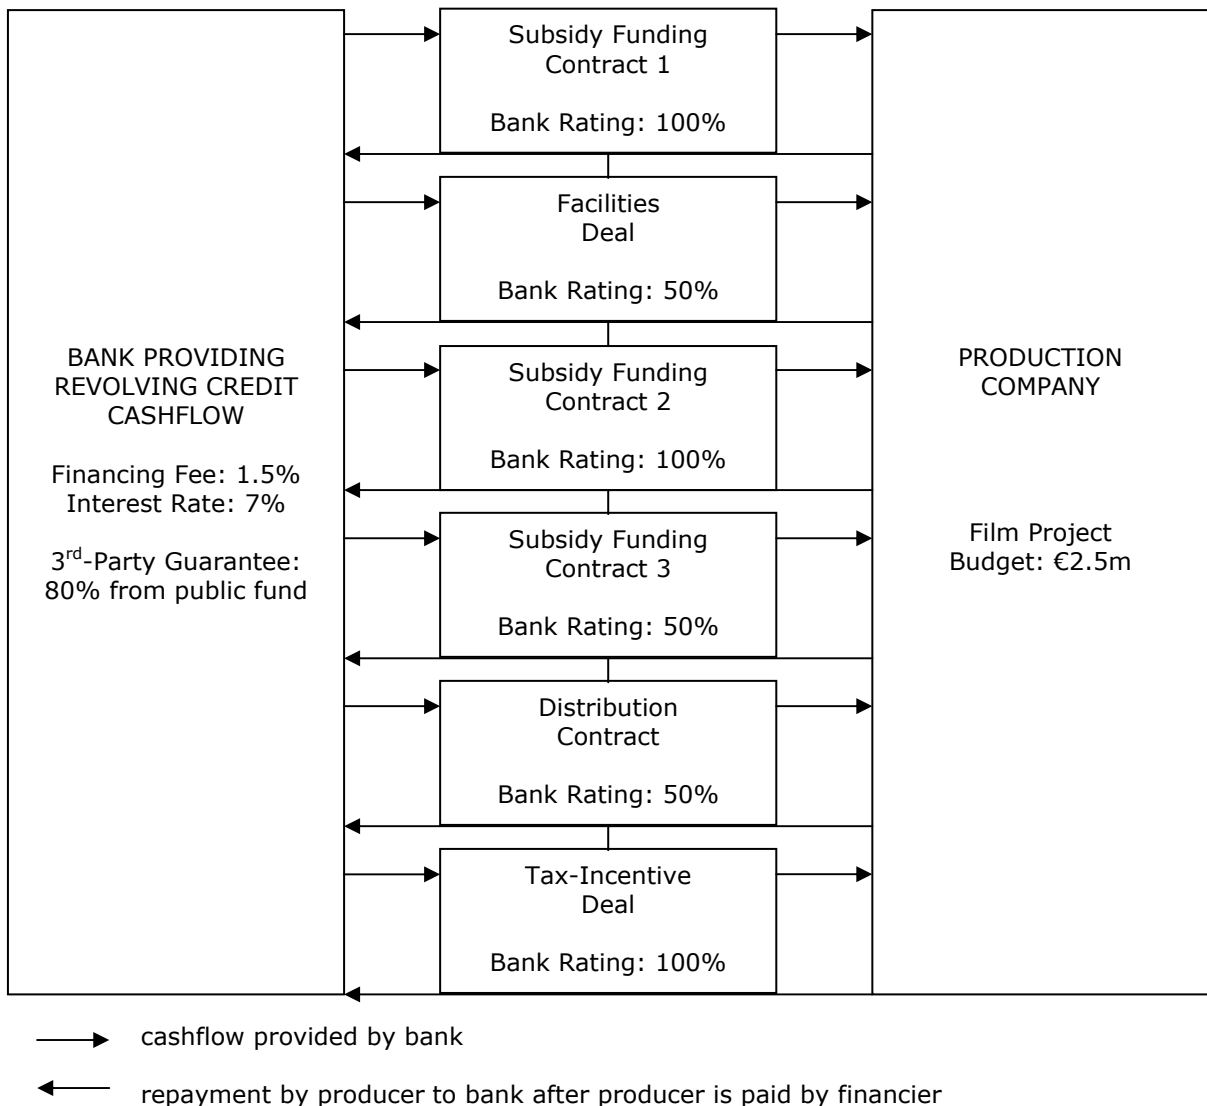 BANK PROVIDING
REVOLVING CREDIT
CASHFLOW
Financing Fee: 1.5%
Interest Rate: 7%
3rd-Party Guarantee:
80% from public fund
Subsidy Funding
Contract 1
Bank Rating: 100%
Facilities
Deal
Bank Rating: 50%
Subsidy Funding
Contract 2
Bank Rating: 100%
Subsidy Funding
Contract 3
Bank Rating: 50%
Distribution
Contract
Bank Rating: 50%
Tax-Incentive
Deal
Bank Rating: 100%
PRODUCTION
COMPANY
Film Project
Budget: €2.5m
cashflow provided by bank
repayment by producer to bank after producer is paid by financier